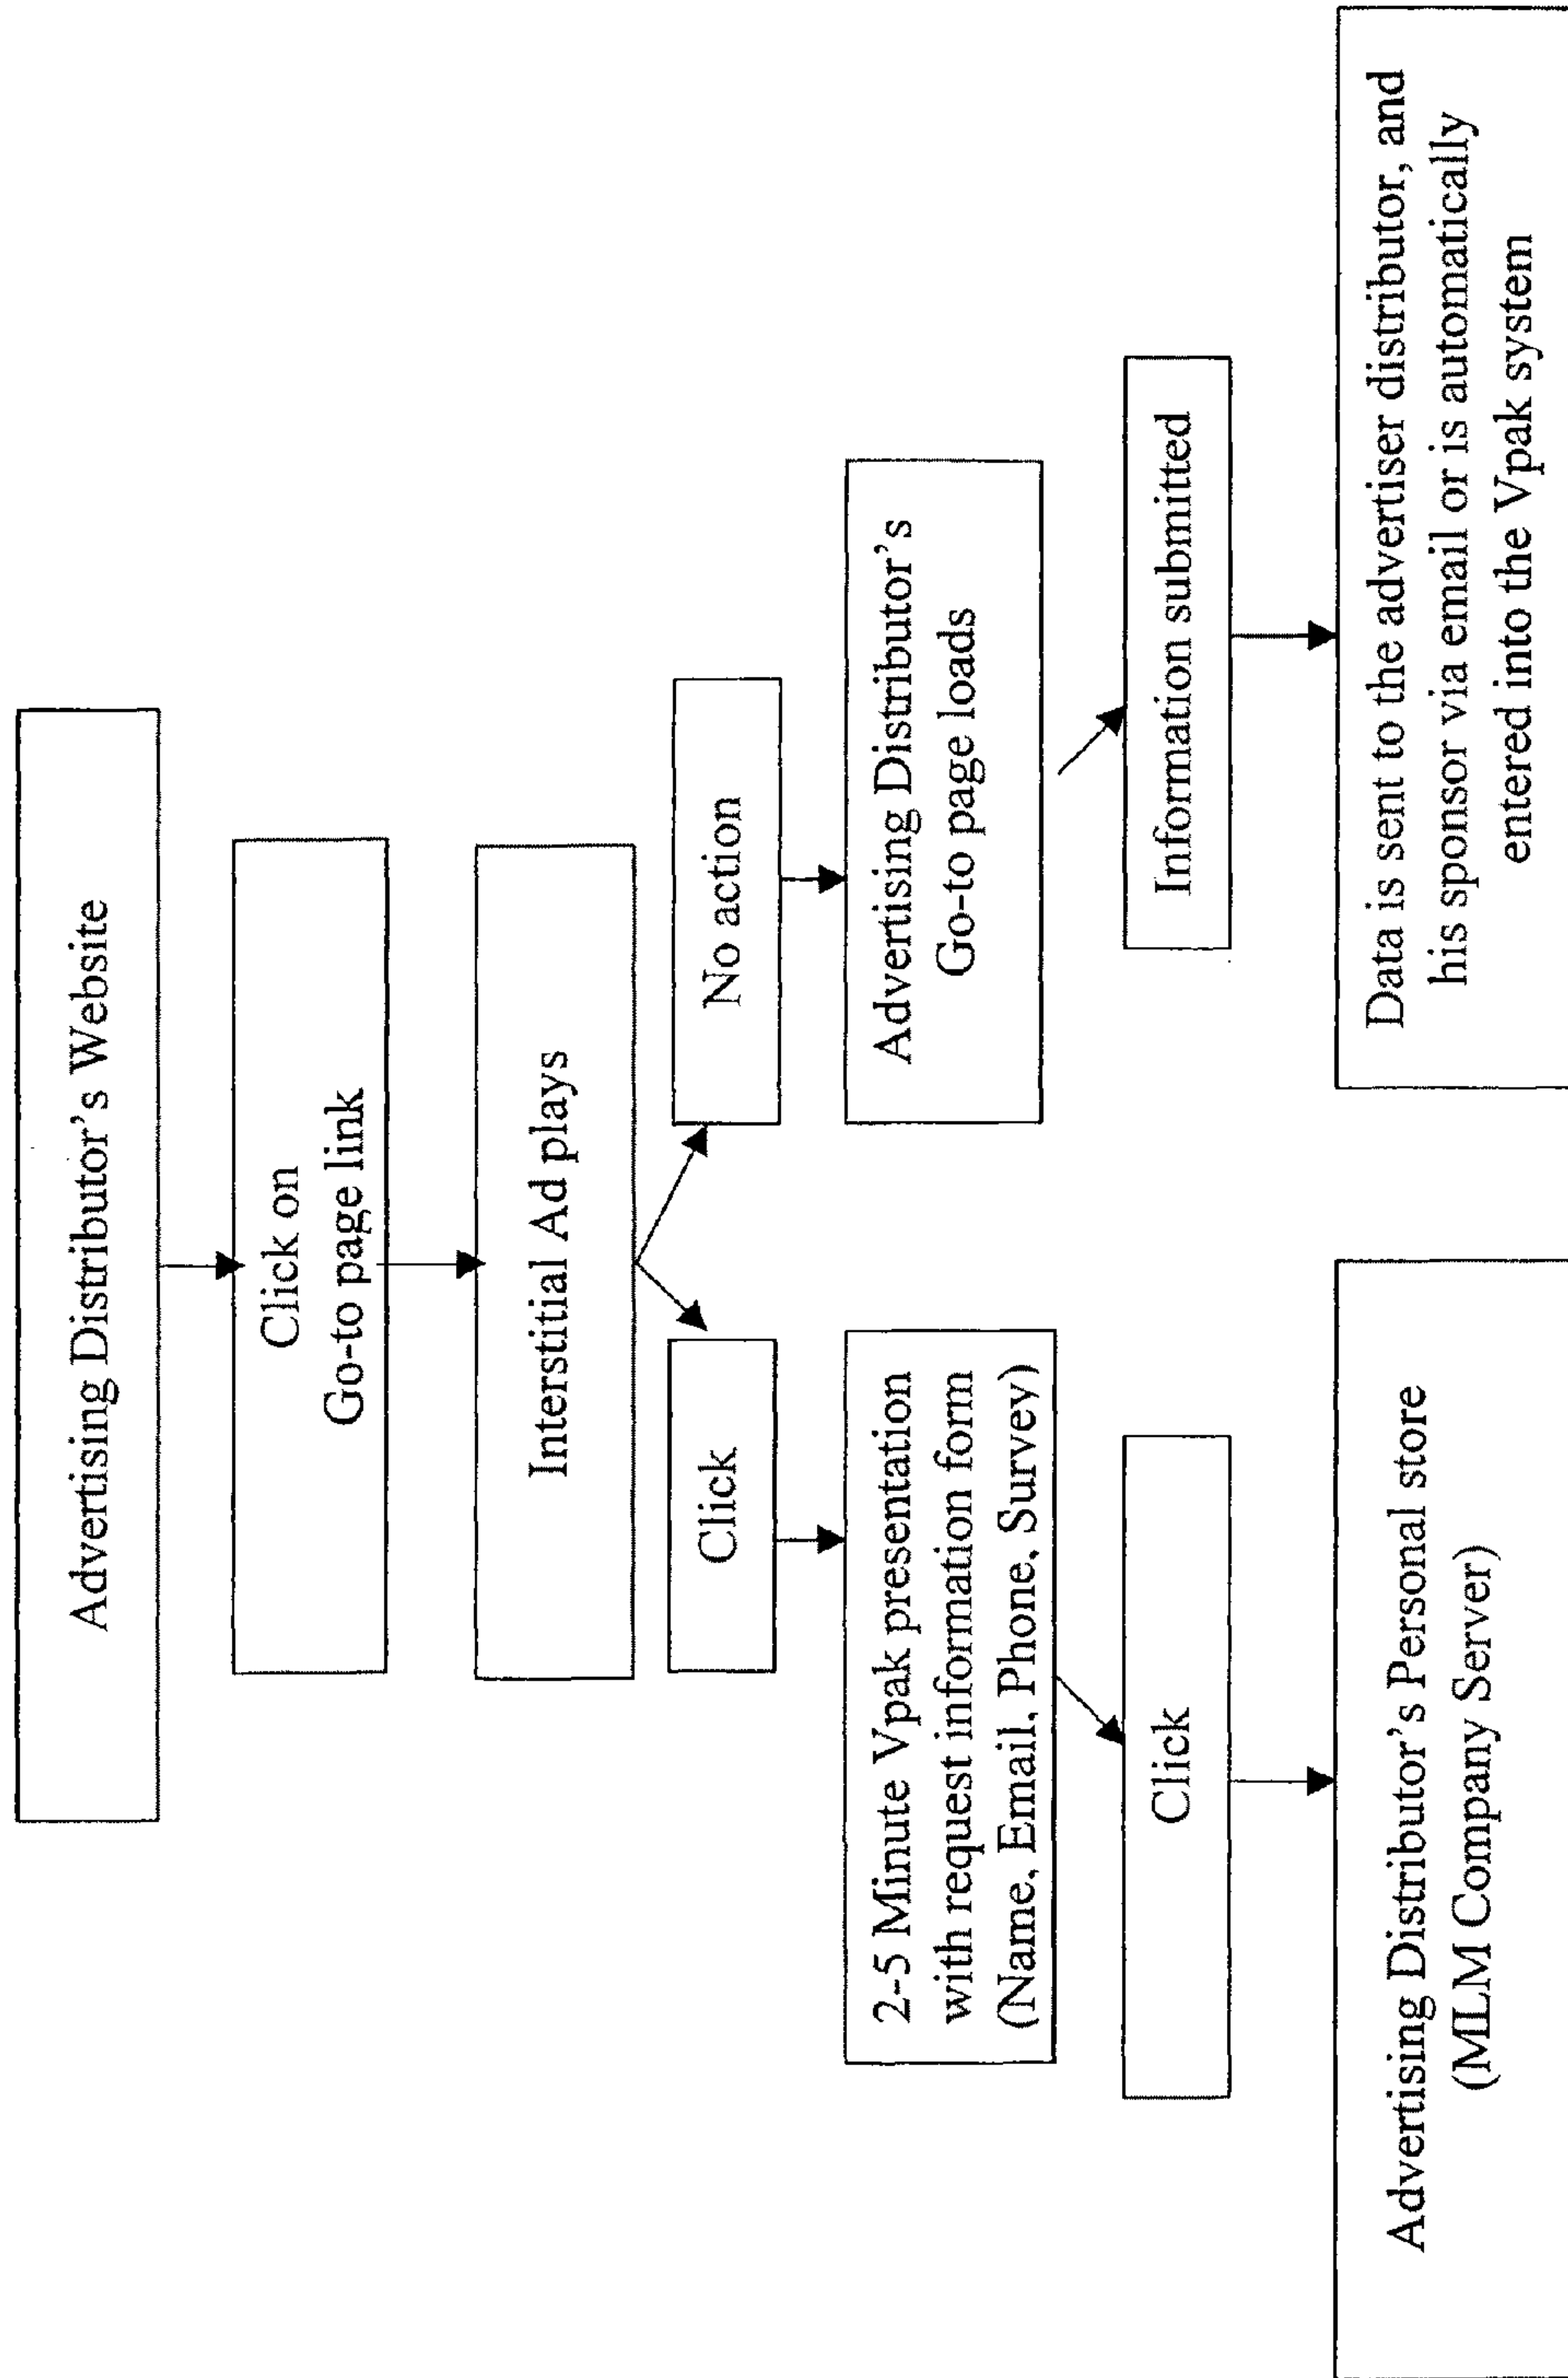 Advertising Distributor's Website
Click on
Go-to page link
Interstitial Ad plays
Click
No action
2-5 Minute Vpak presentation
with request information form
(Name, Email, Phone, Survey)
Advertising Distributor's
Go-to page loads
Click
Information submitted
Advertising Distributor's Personal store
(MLM Company Server)
Data is sent to the advertiser distributor, and
his sponsor via email or is automatically
entered into the Vpak system